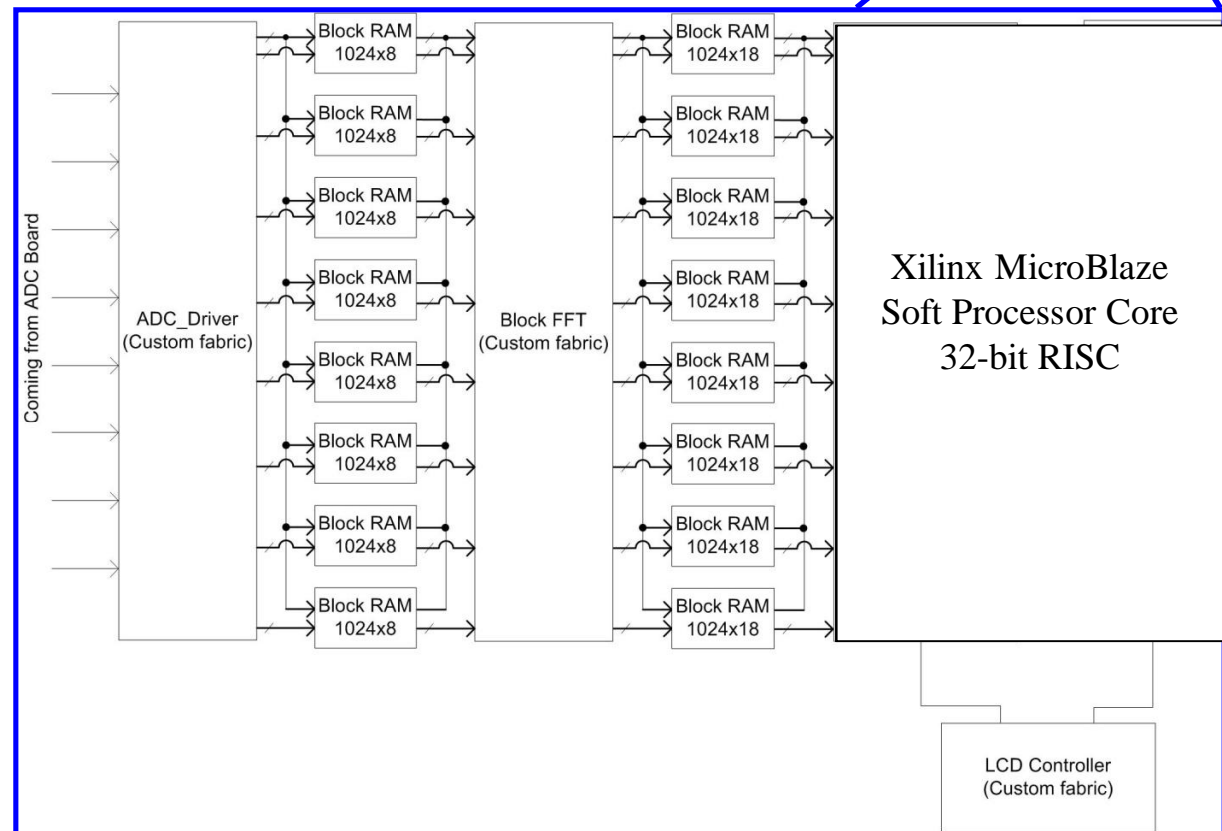 Coming from ADC Board
ADC_Driver
(Custom fabric)
Block RAM
1024x8
Block RAM
1024x8
Block RAM
1024x8
Block RAM
1024x8
Block RAM
1024x8
Block RAM
1024x8
Block RAM
1024x8
Block RAM
1024x8
Block FFT
(Custom fabric)
Block RAM
1024x18
Block RAM
1024x18
Block RAM
1024x18
Block RAM
1024x18
Block RAM
1024x18
Block RAM
1024x18
Block RAM
1024x18
Block RAM
1024x18
Xilinx MicroBlaze
Soft Processor Core
32-bit RISC
LCD Controller
(Custom fabric)